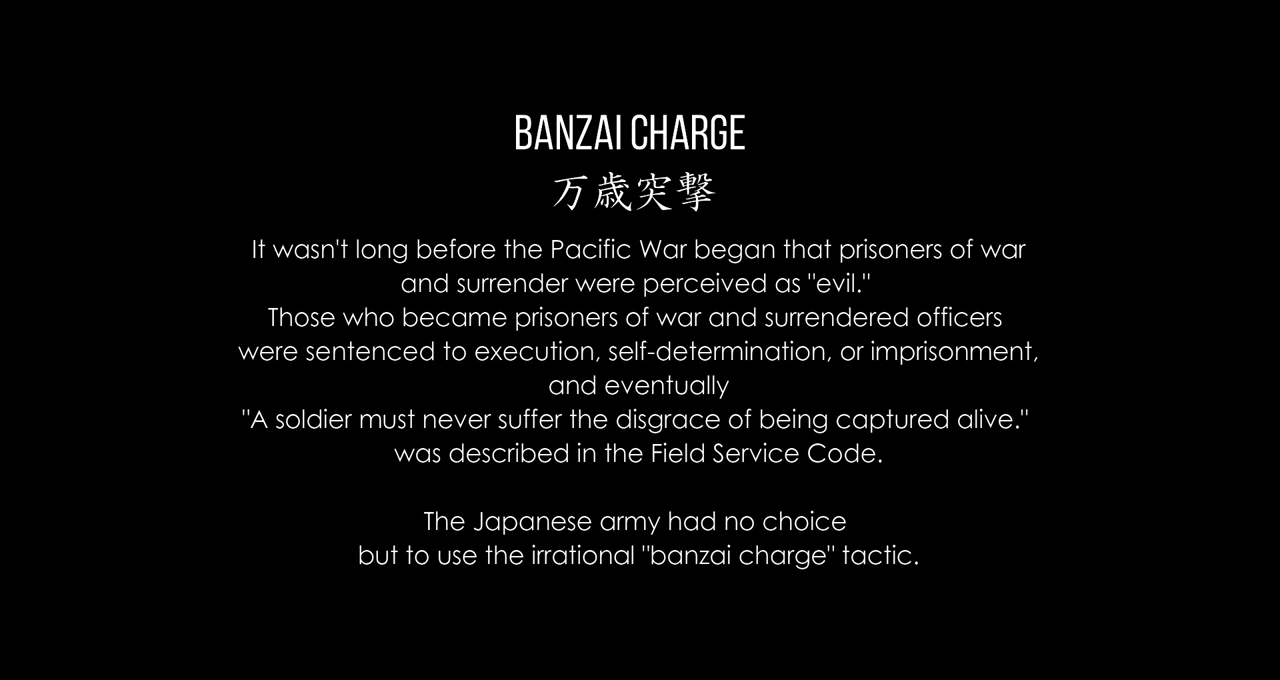 BANZAI CHARGE
万歳突撃
It wasn't long before the Pacific War began that prisoners of war
and surrender were perceived as "evil."
Those who became prisoners of war and surrendered officers
were sentenced to execution, self-determination, or imprisonment,
and eventually
"A soldier must never suffer the disgrace of being captured alive."
was described in the Field Service Code.
The Japanese army had no choice
but to use the irrational "banzai charge" tactic.